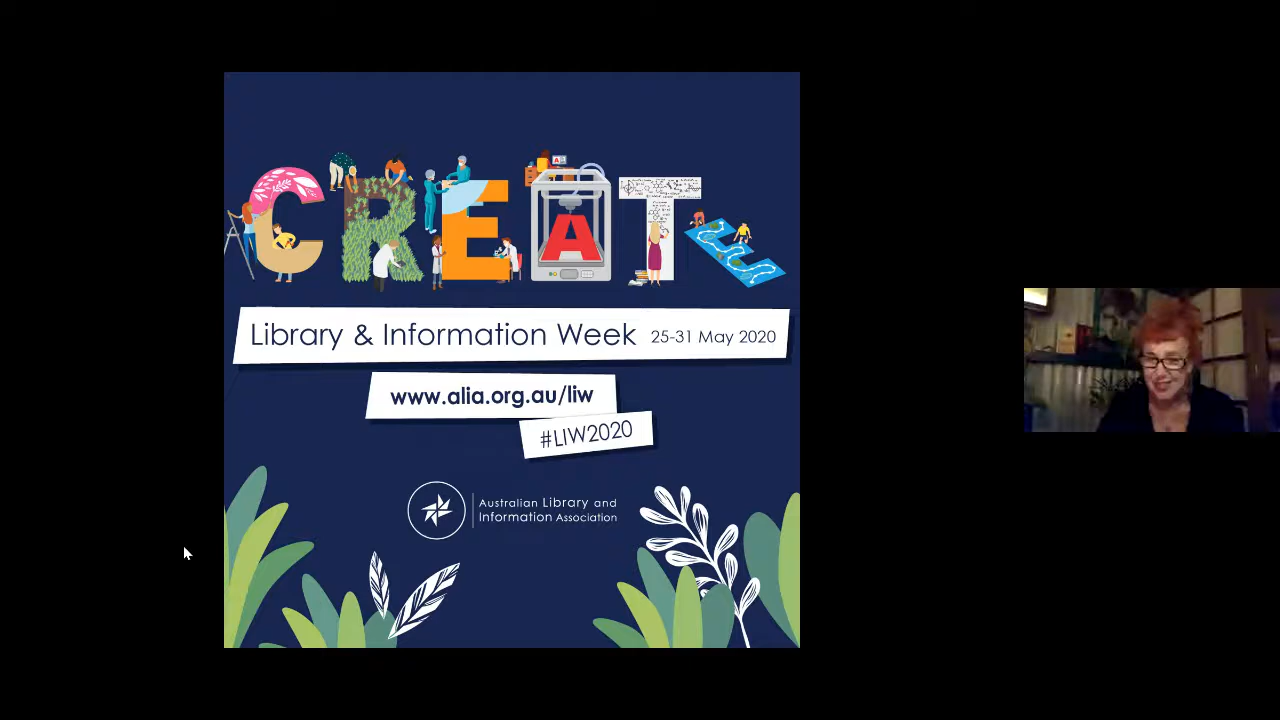 CREATE
Library & Information Week 25-31 May 2020
www.alia.org.au/liw
#LIW2020
Australian Library and
Information Association